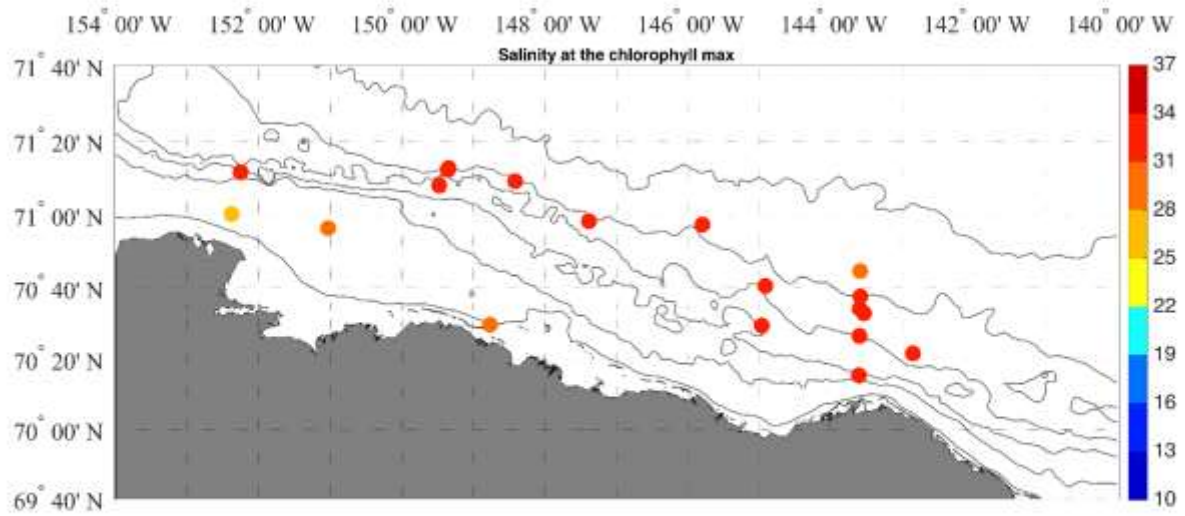 154° 00' W 152° 00' W 150° 00' W 148° 00' W 146° 00' W 144° 00' W 142° 00' W 140° 00' W
Salinity at the chlorophyll max
71° 40' N
71° 20' N
71° 00' N
70° 40' N
70° 20' N
70° 00' N
69° 40' N
37
34
31
28
25
22
19
16
13
10